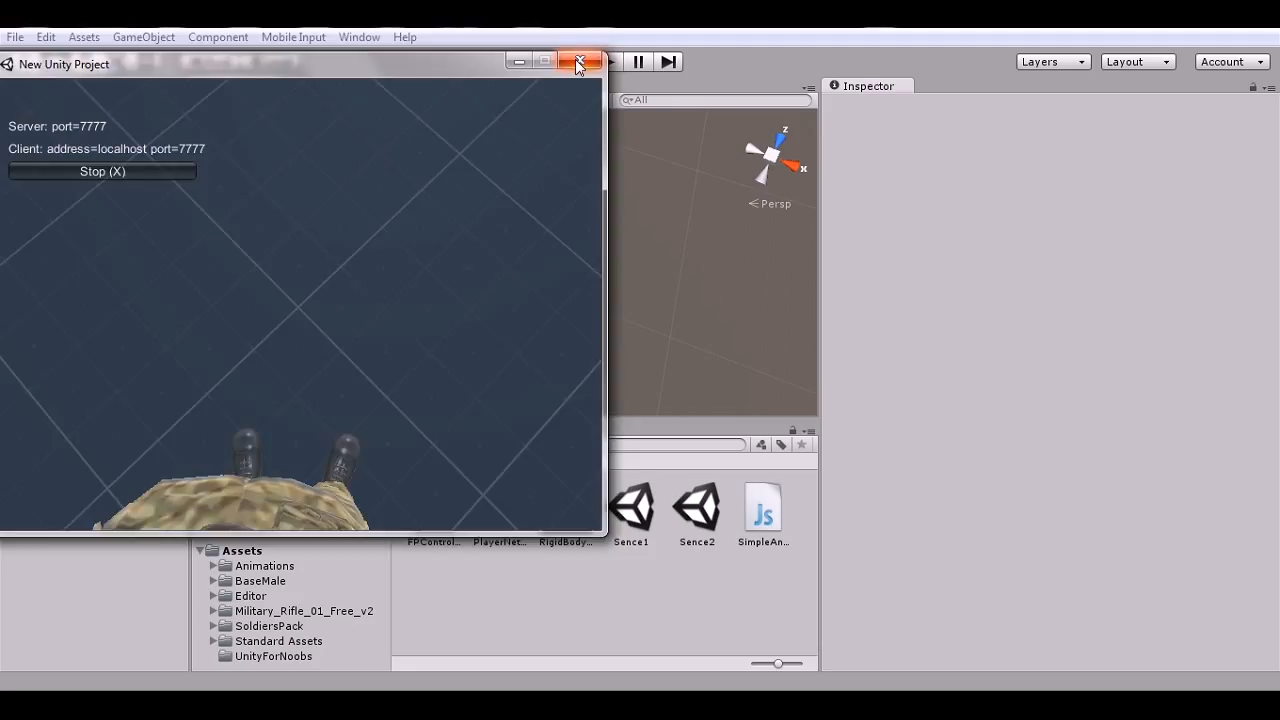 File Edit Assets GameObject Component Mobile Input Window Help
New Unity Project
Layers Layout Account
Inspector
All
Server: port=7777
Client: address=localhost port=7777
Stop (X)
z
x
Persp
FPControl... PlayerNet... RigidBody... Sence1 Sence2 SimpleAn...
Js
Assets
Animations
BaseMale
Editor
Military_Rifle_01_Free_v2
SoldiersPack
Standard Assets
UnityForNoobs